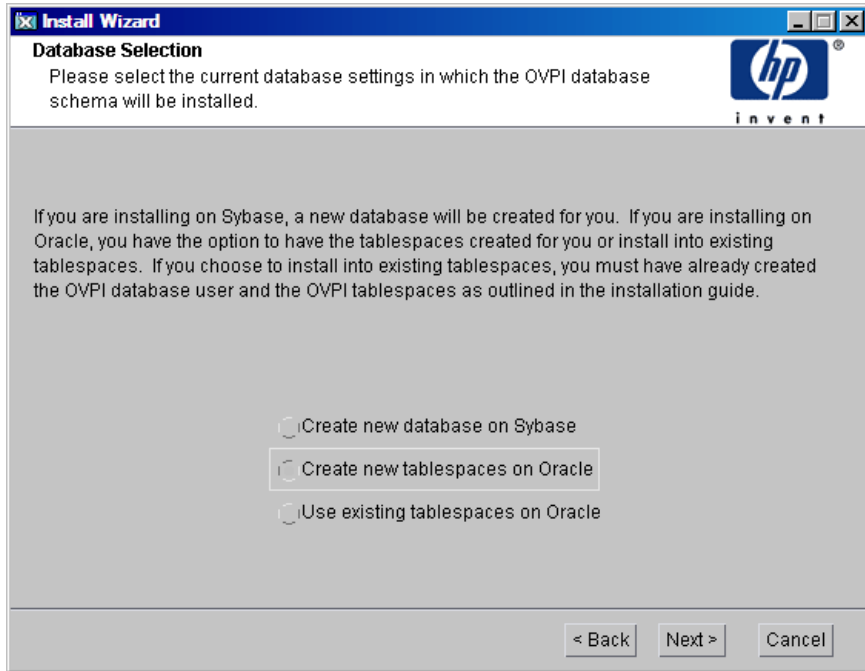 Install Wizard
Database Selection
Please select the current database settings in which the OVPI database
schema will be installed.
hp
®
invent
If you are installing on Sybase, a new database will be created for you. If you are installing on
Oracle, you have the option to have the tablespaces created for you or install into existing
tablespaces. If you choose to install into existing tablespaces, you must have already created
the OVPI database user and the OVPI tablespaces as outlined in the installation guide.
Create new database on Sybase
Create new tablespaces on Oracle
Use existing tablespaces on Oracle
< Back
Next >
Cancel